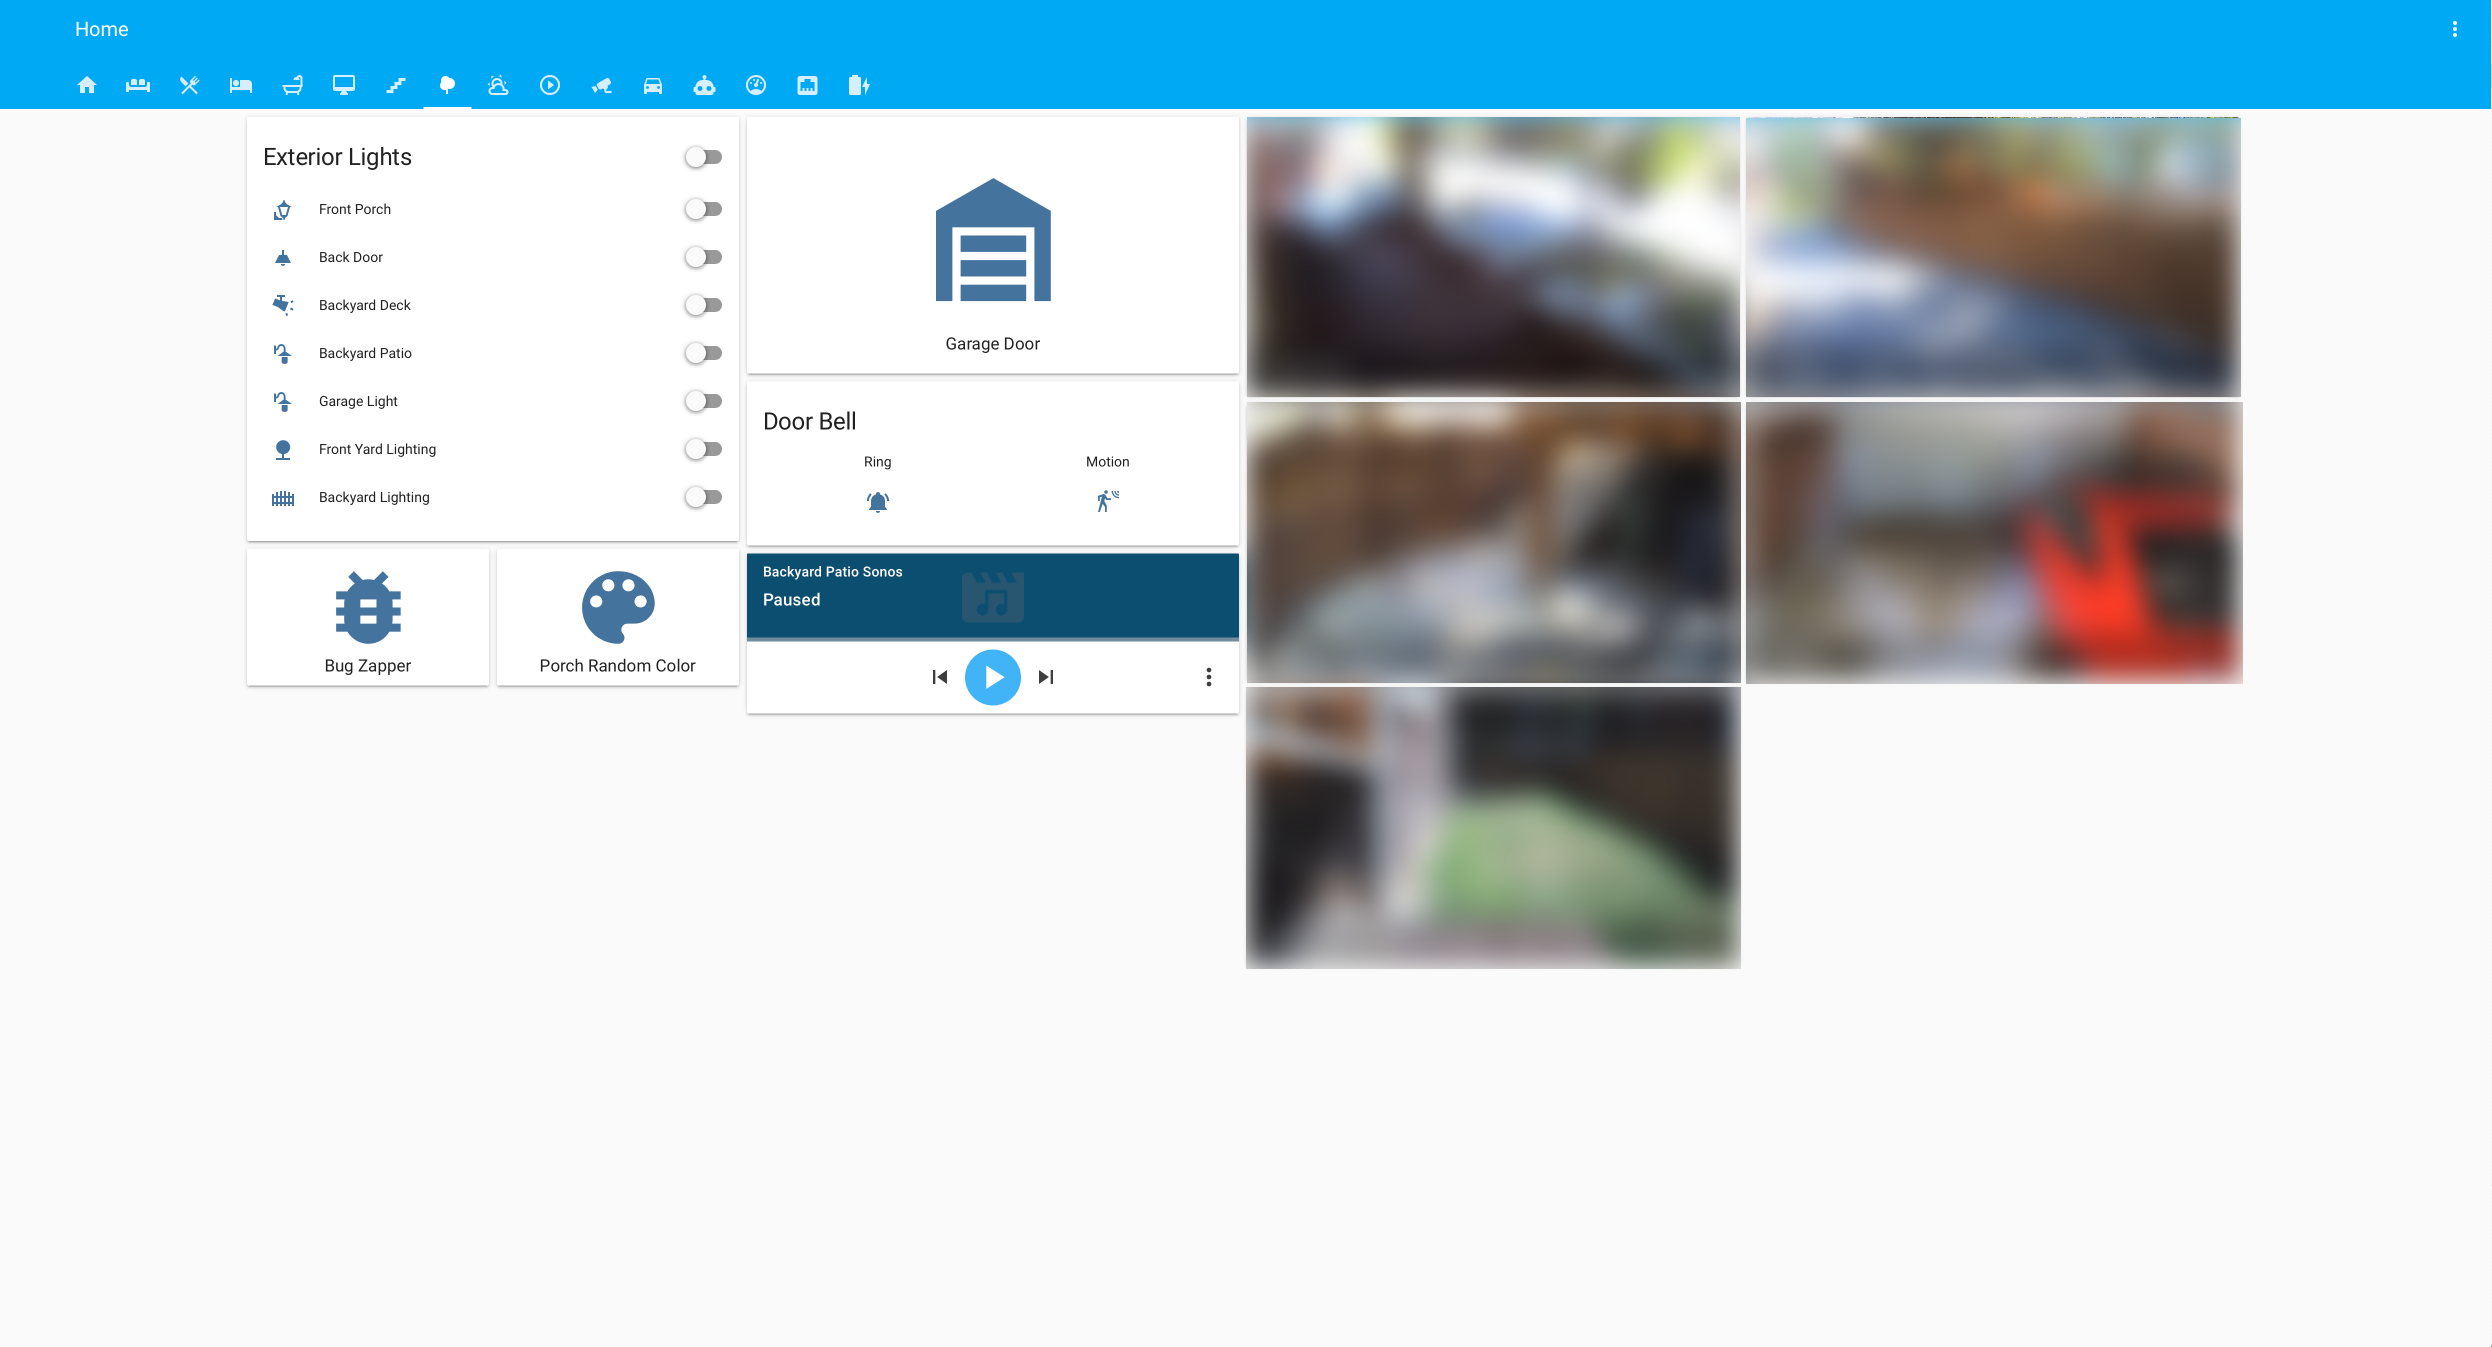 Home
Exterior Lights
Front Porch
Back Door
Backyard Deck
Backyard Patio
Garage Light
Front Yard Lighting
Backyard Lighting
Bug Zapper
Porch Random Color
Garage Door
Door Bell
Ring
Motion
Backyard Patio Sonos
Paused